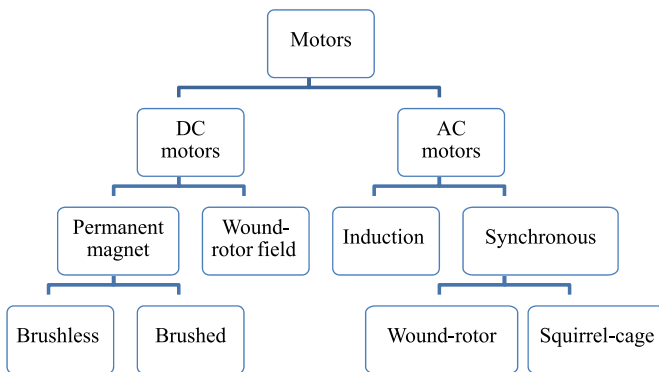 Motors
DC
motors
AC
motors
Permanent
magnet
Wound-
rotor field
Induction
Synchronous
Brushless
Brushed
Wound-rotor
Squirrel-cage